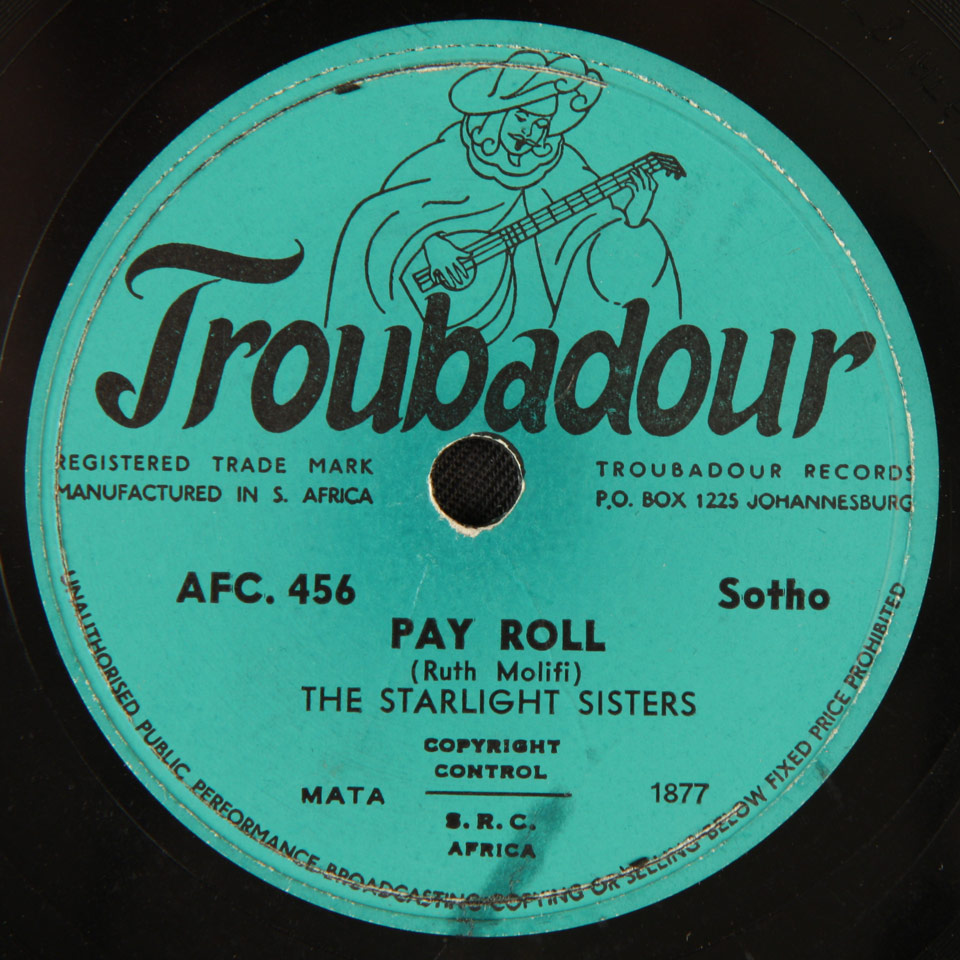 Troubadour
REGISTERED TRADE MARK
MANUFACTURED IN S. AFRICA
TROUBADOUR RECORDS
P.O. BOX 1225 JOHANNESBURG
AFC. 456
Sotho
PAY ROLL
(Ruth Molifi)
THE STARLIGHT SISTERS
COPYRIGHT
CONTROL
MATA
1877
S. R. C.
AFRICA
UNAUTHORISED PUBLIC PERFORMANCE BROADCASTING COPYING OR SELLING BELOW FIXED PRICE PROHIBITED